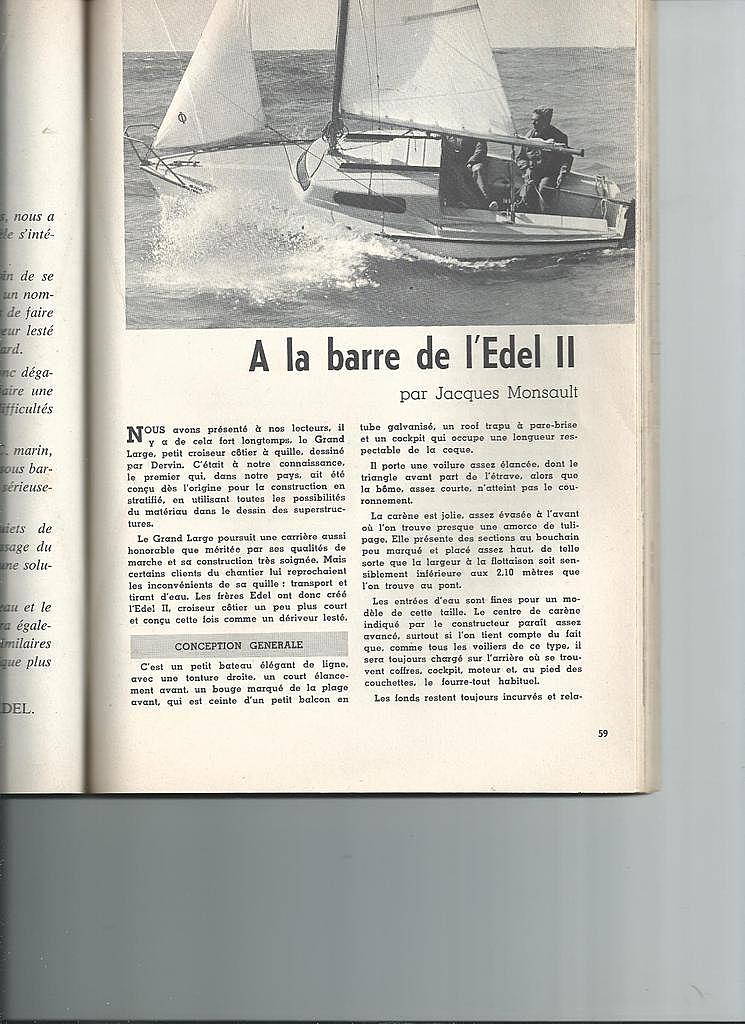 s, nous a
le s'inté-
in de se
un nom-
de faire
eur lesté
ard.
nc déga-
aire une
ifficultés
C. marin,
sous bar-
sérieuse-
jets de
sage du
une solu-
eau et le
ra égale-
imilaires
que plus
DEL.
A la barre de l'Edel II
par Jacques Monsault
NOUS avons présenté à nos lecteurs, il
y a de cela fort longtemps, le Grand
Large, petit croiseur côtier à quille, dessiné
par Dervin. C'était à notre connaissance,
le premier qui, dans notre pays, ait été
conçu dès l'origine pour la construction en
stratifié, en utilisant toutes les possibilités
du matériau dans le dessin des superstruc-
tures.
Le Grand Large poursuit une carrière aussi
honorable que méritée par ses qualités de
marche et sa construction très soignée. Mais
certains clients du chantier lui reprochaient
les inconvénients de sa quille : transport et
tirant d'eau. Les frères Edel ont donc créé
l'Edel II, croiseur côtier un peu plus court
et conçu cette fois comme un dériveur lesté.
CONCEPTION GENERALE
C'est un petit bateau élégant de ligne,
avec une tonture droite, un court élance-
ment avant, un bouge marqué de la plage
avant, qui est ceinte d'un petit balcon en
tube galvanisé, un roof trapu à pare-brise
et un cockpit qui occupe une longueur res-
pectable de la coque.
Il porte une voilure assez élancée, dont le
triangle avant part de l'étrave, alors que
la bôme, assez courte, n'atteint pas le cou-
ronnement.
La carène est jolie, assez évasée à l'avant
où l'on trouve presque une amorce de tuli-
page. Elle présente des sections au bouchain
peu marqué et placé assez haut, de telle
sorte que la largeur à la flottaison soit sen-
siblement inférieure aux 2,10 mètres que
l'on trouve au pont.
Les entrées d'eau sont fines pour un mo-
dèle de cette taille. Le centre de carène
indiqué par le constructeur paraît assez
avancé, surtout si l'on tient compte du fait
que, comme tous les voiliers de ce type, il
sera toujours chargé sur l'arrière où se trou-
vent coffres, cockpit, moteur et, au pied des
couchettes, le fourre-tout habituel.
Les fonds restent toujours incurvés et rela-
59